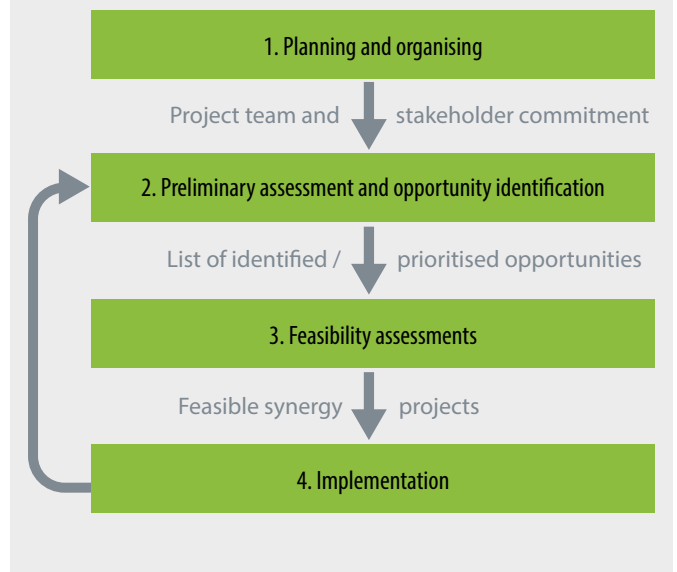 1. Planning and organising
Project team and stakeholder commitment
2. Preliminary assessment and opportunity identification
List of identified / prioritised opportunities
3. Feasibility assessments
Feasible synergy projects
4. Implementation